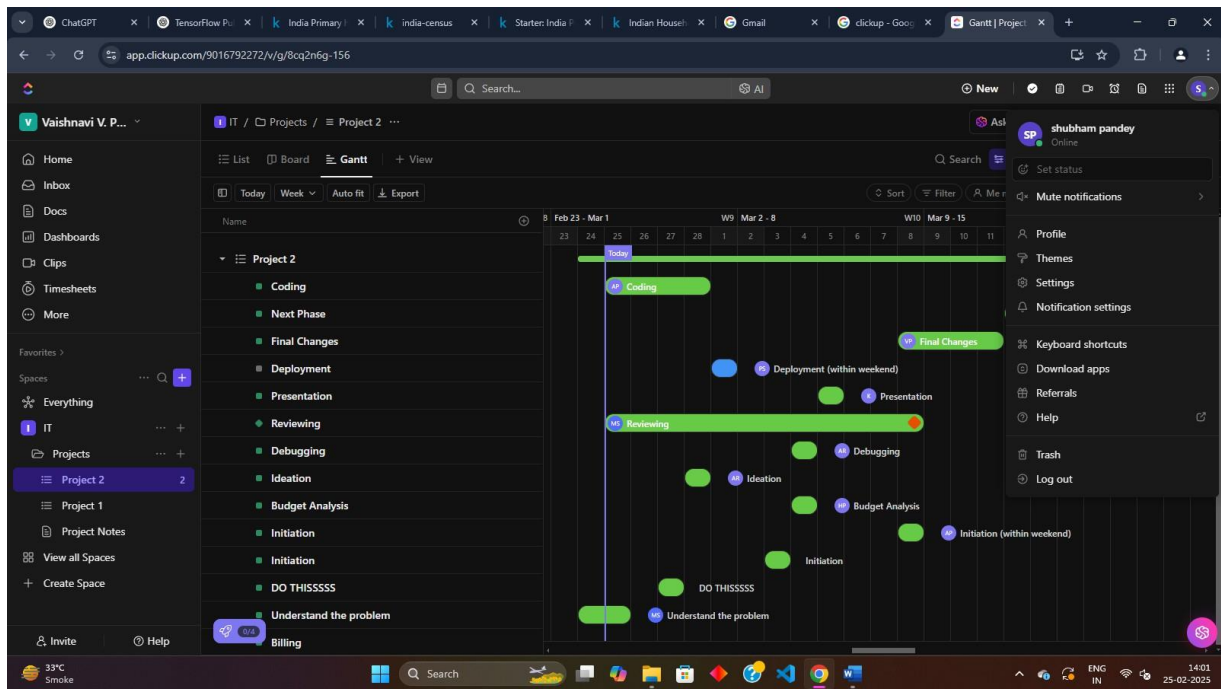 ChatGPT
TensorFlow Pu
India Primary
india-census
Starter: India P
Indian Househ
Gmail
clickup - Goog
Gantt | Project
app.clickup.com/9016792272/v/g/8cq2n6g-156
Search...
AI
New
S
V Vaishnavi V. P...
I IT / Projects / Project 2 ...
Ask
SP shubham pandey
Online
Home
List Board Gantt + View
Search
Set status
Inbox
Today Week Auto fit Export
Sort Filter Me
Mute notifications
Docs
Name
Feb 23 - Mar 1 W9 Mar 2 - 8 W10 Mar 9 - 15
Dashboards
23 24 25 26 27 28 1 2 3 4 5 6 7 8 9 10 11
Profile
Clips
Project 2
Today
Themes
Timesheets
Coding
AP Coding
Settings
More
Next Phase
Notification settings
Final Changes
VP Final Changes
Keyboard shortcuts
Favorites >
Deployment
PS Deployment (within weekend)
Download apps
Spaces
Presentation
K Presentation
Referrals
Everything
Reviewing
MS Reviewing
Help
I IT
Debugging
AR Debugging
Trash
Projects
Ideation
AR Ideation
Log out
Project 2 2
Budget Analysis
HP Budget Analysis
Project 1
Initiation
AP Initiation (within weekend)
Project Notes
Initiation
Initiation
View all Spaces
DO THISSSSS
DO THISSSSS
Create Space
Understand the problem
MS Understand the problem
Invite Help
0/4
Billing
33°C
Smoke
Search
ENG
IN
14:01
25-02-2025